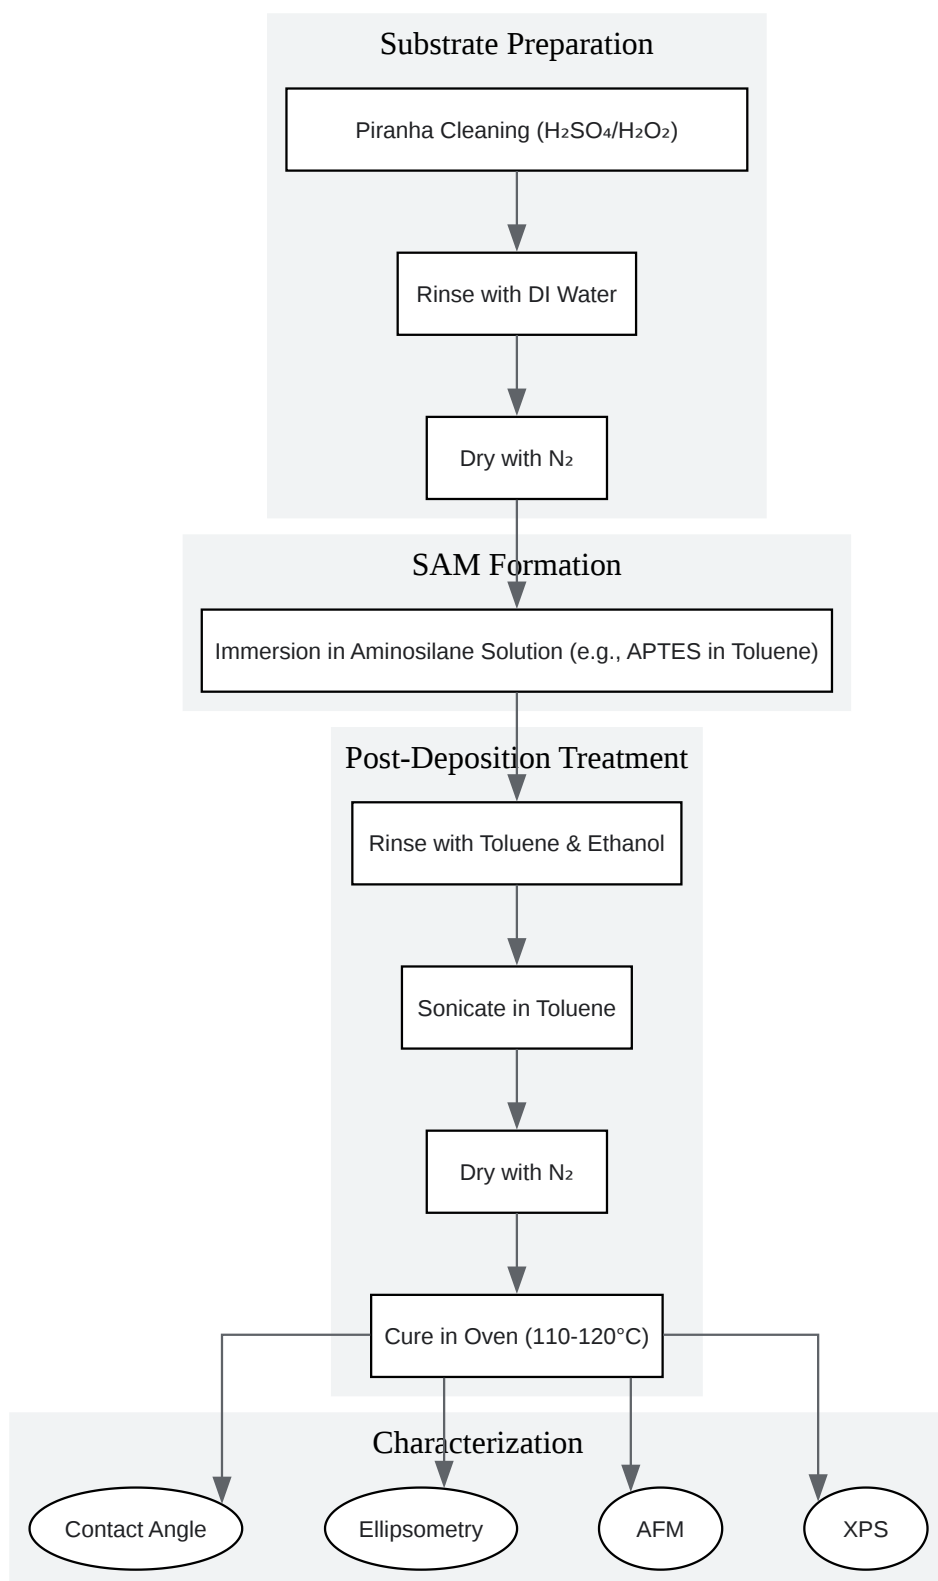 Substrate Preparation
Piranha Cleaning (H₂SO₄/H₂O₂)
Rinse with DI Water
Dry with N₂
SAM Formation
Immersion in Aminosilane Solution (e.g., APTES in Toluene)
Post-Deposition Treatment
Rinse with Toluene & Ethanol
Sonicate in Toluene
Dry with N₂
Cure in Oven (110-120°C)
Characterization
Contact Angle
Ellipsometry
AFM
XPS